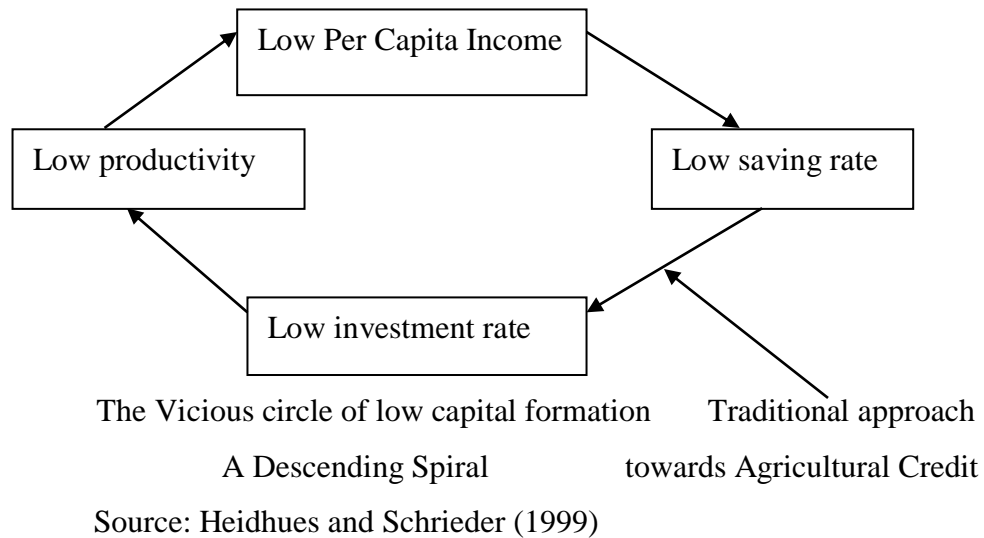 Low Per Capita Income
Low productivity
Low saving rate
Low investment rate
The Vicious circle of low capital formation
A Descending Spiral
Traditional approach
towards Agricultural Credit
Source: Heidhues and Schrieder (1999)